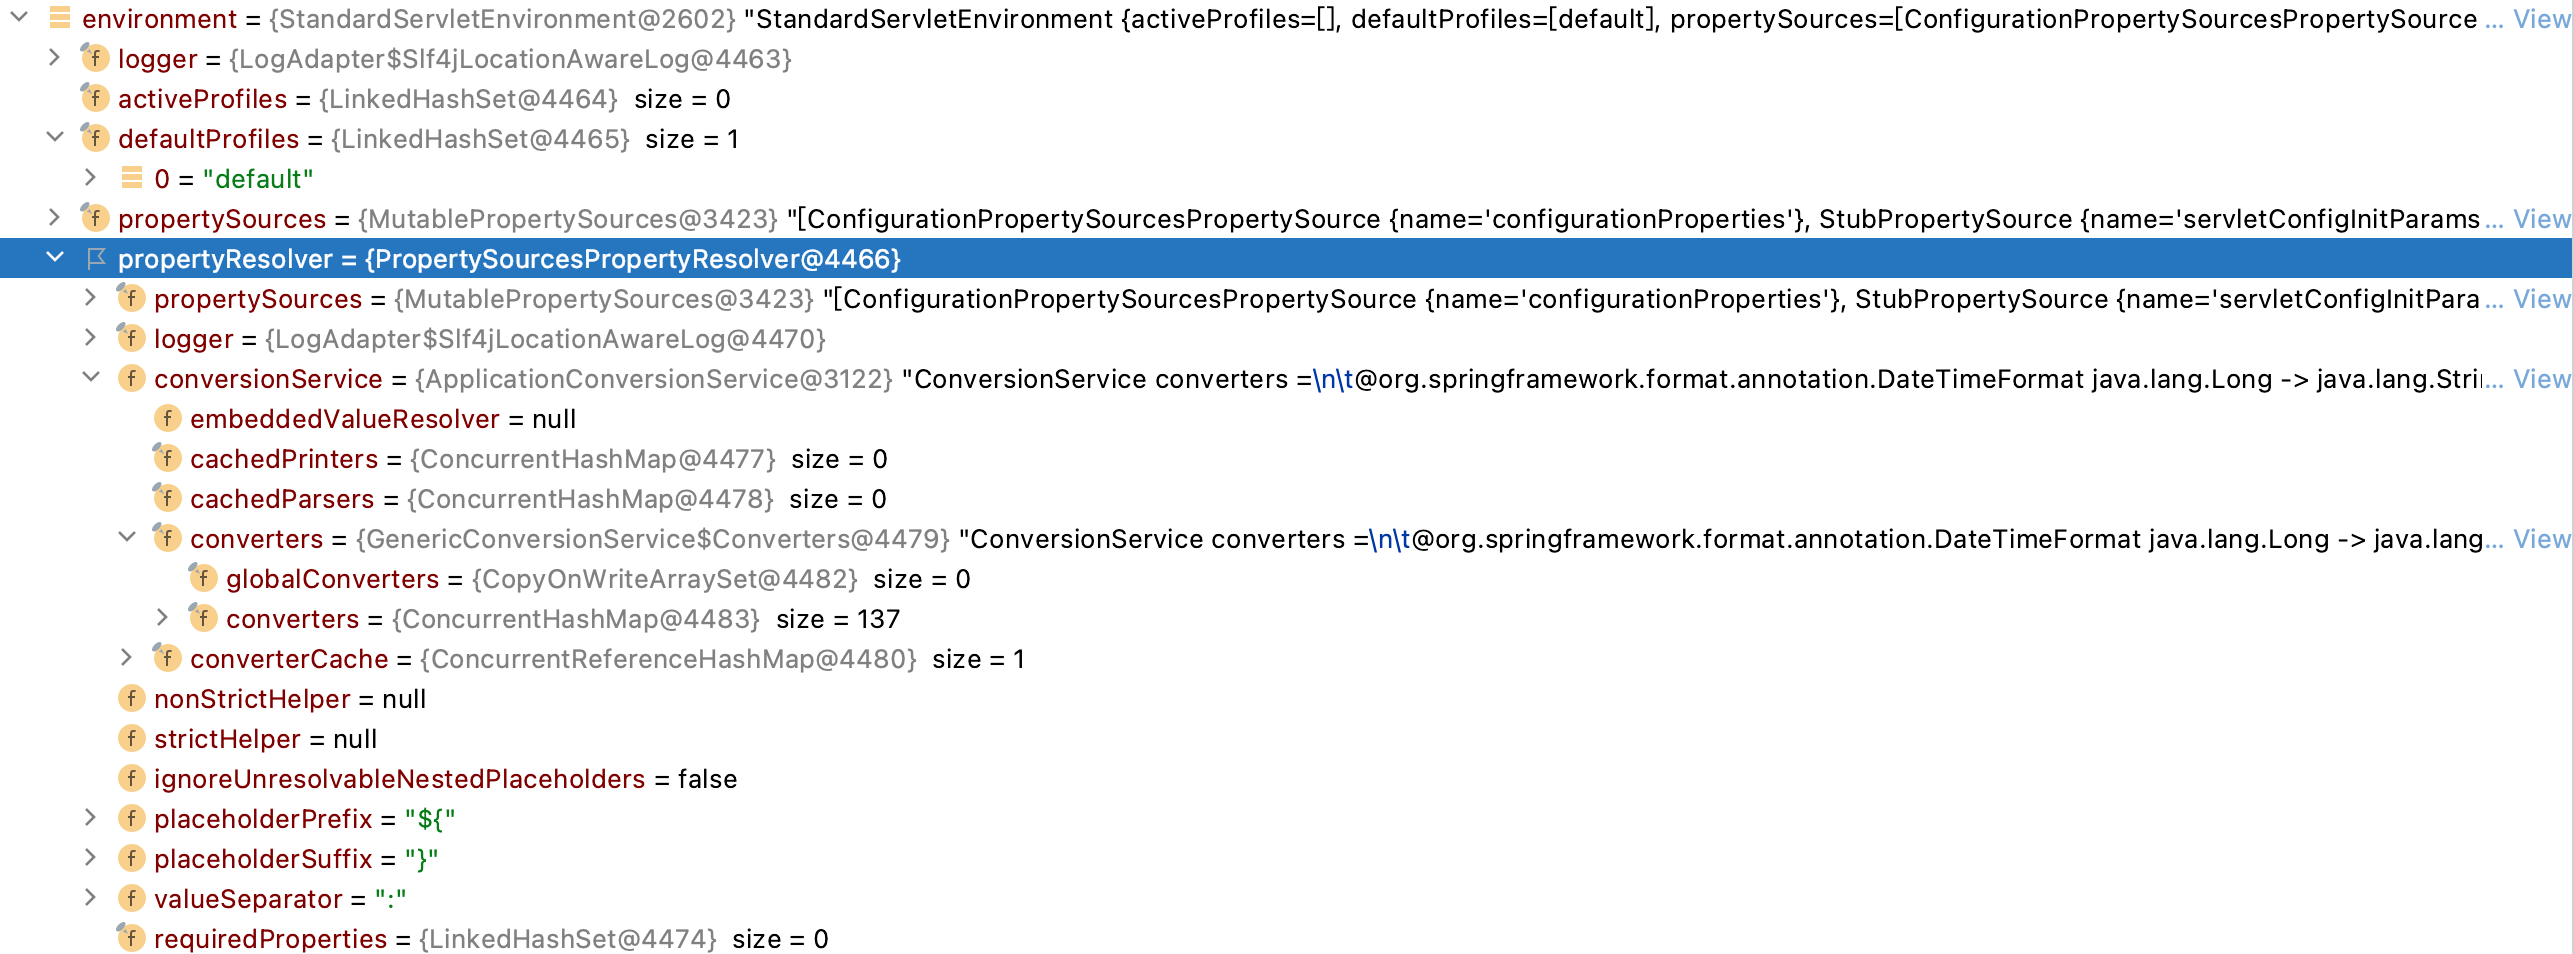 environment = {StandardServletEnvironment@2602} "StandardServletEnvironment {activeProfiles=[], defaultProfiles=[default], propertySources=[ConfigurationPropertySourcesPropertySource ... View
logger = {LogAdapter$Slf4jLocationAwareLog@4463}
activeProfiles = {LinkedHashSet@4464} size = 0
defaultProfiles = {LinkedHashSet@4465} size = 1
0 = "default"
propertySources = {MutablePropertySources@3423} "[ConfigurationPropertySourcesPropertySource {name='configurationProperties'}, StubPropertySource {name='servletConfigInitParams ... View
propertyResolver = {PropertySourcesPropertyResolver@4466}
propertySources = {MutablePropertySources@3423} "[ConfigurationPropertySourcesPropertySource {name='configurationProperties'}, StubPropertySource {name='servletConfigInitPara ... View
logger = {LogAdapter$Slf4jLocationAwareLog@4470}
conversionService = {ApplicationConversionService@3122} "ConversionService converters =\n\t@org.springframework.format.annotation.DateTimeFormat java.lang.Long -> java.lang.Stri... View
embeddedValueResolver = null
cachedPrinters = {ConcurrentHashMap@4477} size = 0
cachedParsers = {ConcurrentHashMap@4478} size = 0
converters = {GenericConversionService$Converters@4479} "ConversionService converters =\n\t@org.springframework.format.annotation.DateTimeFormat java.lang.Long -> java.lang... View
globalConverters = {CopyOnWriteArraySet@4482} size = 0
converters = {ConcurrentHashMap@4483} size = 137
converterCache = {ConcurrentReferenceHashMap@4480} size = 1
nonStrictHelper = null
strictHelper = null
ignoreUnresolvableNestedPlaceholders = false
placeholderPrefix = "${"
placeholderSuffix = "}"
valueSeparator = ":"
requiredProperties = {LinkedHashSet@4474} size = 0